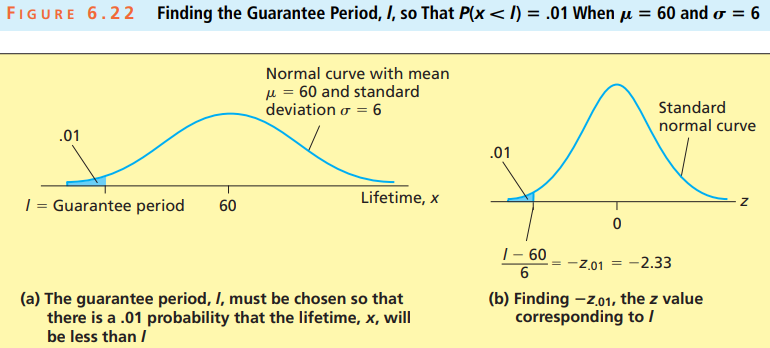 FIGURE 6.22 Finding the Guarantee Period, l, so That P(x < l) = .01 When μ = 60 and σ = 6
Normal curve with mean
μ = 60 and standard
deviation σ = 6
.01
l = Guarantee period
60
Lifetime, x
(a) The guarantee period, l, must be chosen so that
there is a .01 probability that the lifetime, x, will
be less than l
Standard
normal curve
.01
z
0
l − 60
6
= −z.01 = −2.33
(b) Finding −z.01, the z value
corresponding to l